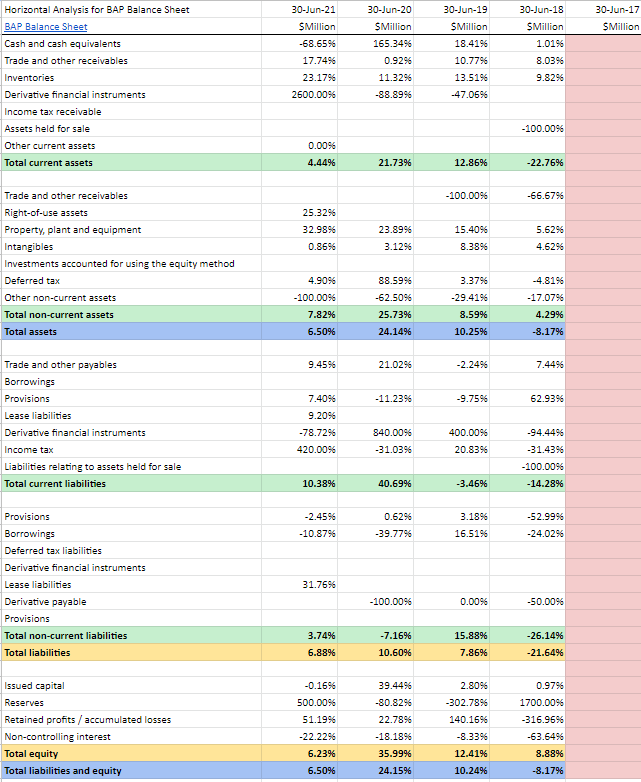 Horizontal Analysis for BAP Balance Sheet 30-Jun-21 30-Jun-20 30-Jun-19 30-Jun-18 30-Jun-17
BAP Balance Sheet $Million $Million $Million $Million $Million
Cash and cash equivalents -68.65% 165.34% 18.41% 1.01%
Trade and other receivables 17.74% 0.92% 10.77% 8.03%
Inventories 23.17% 11.32% 13.51% 9.82%
Derivative financial instruments 2600.00% -88.89% -47.06%
Income tax receivable
Assets held for sale -100.00%
Other current assets 0.00%
Total current assets 4.44% 21.73% 12.86% -22.76%
Trade and other receivables -100.00% -66.67%
Right-of-use assets 25.32%
Property, plant and equipment 32.98% 23.89% 15.40% 5.62%
Intangibles 0.86% 3.12% 8.38% 4.62%
Investments accounted for using the equity method
Deferred tax 4.90% 88.59% 3.37% -4.81%
Other non-current assets -100.00% -62.50% -29.41% -17.07%
Total non-current assets 7.82% 25.73% 8.59% 4.29%
Total assets 6.50% 24.14% 10.25% -8.17%
Trade and other payables 9.45% 21.02% -2.24% 7.44%
Borrowings
Provisions 7.40% -11.23% -9.75% 62.93%
Lease liabilities 9.20%
Derivative financial instruments -78.72% 840.00% 400.00% -94.44%
Income tax 420.00% -31.03% 20.83% -31.43%
Liabilities relating to assets held for sale -100.00%
Total current liabilities 10.38% 40.69% -3.46% -14.28%
Provisions -2.45% 0.62% 3.18% -52.99%
Borrowings -10.87% -39.77% 16.51% -24.02%
Deferred tax liabilities
Derivative financial instruments
Lease liabilities 31.76%
Derivative payable -100.00% 0.00% -50.00%
Provisions
Total non-current liabilities 3.74% -7.16% 15.88% -26.14%
Total liabilities 6.88% 10.60% 7.86% -21.64%
Issued capital -0.16% 39.44% 2.80% 0.97%
Reserves 500.00% -80.82% -302.78% 1700.00%
Retained profits / accumulated losses 51.19% 22.78% 140.16% -316.96%
Non-controlling interest -22.22% -18.18% -8.33% -63.64%
Total equity 6.23% 35.99% 12.41% 8.88%
Total liabilities and equity 6.50% 24.15% 10.24% -8.17%